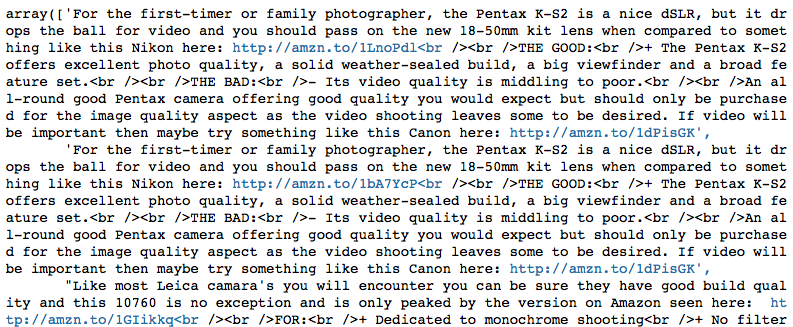 array(['For the first-timer or family photographer, the Pentax K-S2 is a nice dSLR, but it dr
ops the ball for video and you should pass on the new 18-50mm kit lens when compared to somet
hing like this Nikon here: http://amzn.to/1LnoPdl<br /><br />THE GOOD:<br />+ The Pentax K-S2
offers excellent photo quality, a solid weather-sealed build, a big viewfinder and a broad fe
ature set.<br /><br />THE BAD:<br />- Its video quality is middling to poor.<br /><br />An al
l-round good Pentax camera offering good quality you would expect but should only be purchase
d for the image quality aspect as the video shooting leaves some to be desired. If video will
be important then maybe try something like this Canon here: http://amzn.to/1dPisGK',
'For the first-timer or family photographer, the Pentax K-S2 is a nice dSLR, but it dr
ops the ball for video and you should pass on the new 18-50mm kit lens when compared to somet
hing like this Nikon here: http://amzn.to/1bA7YcP<br /><br />THE GOOD:<br />+ The Pentax K-S2
offers excellent photo quality, a solid weather-sealed build, a big viewfinder and a broad fe
ature set.<br /><br />THE BAD:<br />- Its video quality is middling to poor.<br /><br />An al
l-round good Pentax camera offering good quality you would expect but should only be purchase
d for the image quality aspect as the video shooting leaves some to be desired. If video will
be important then maybe try something like this Canon here: http://amzn.to/1dPisGK',
"Like most Leica camara's you will encounter you can be sure they have good build qual
ity and this 10760 is no exception and is only peaked by the version on Amazon seen here:  ht
tp://amzn.to/1GIikkq<br /><br />FOR:<br />+ Dedicated to monochrome shooting<br />+ No filter